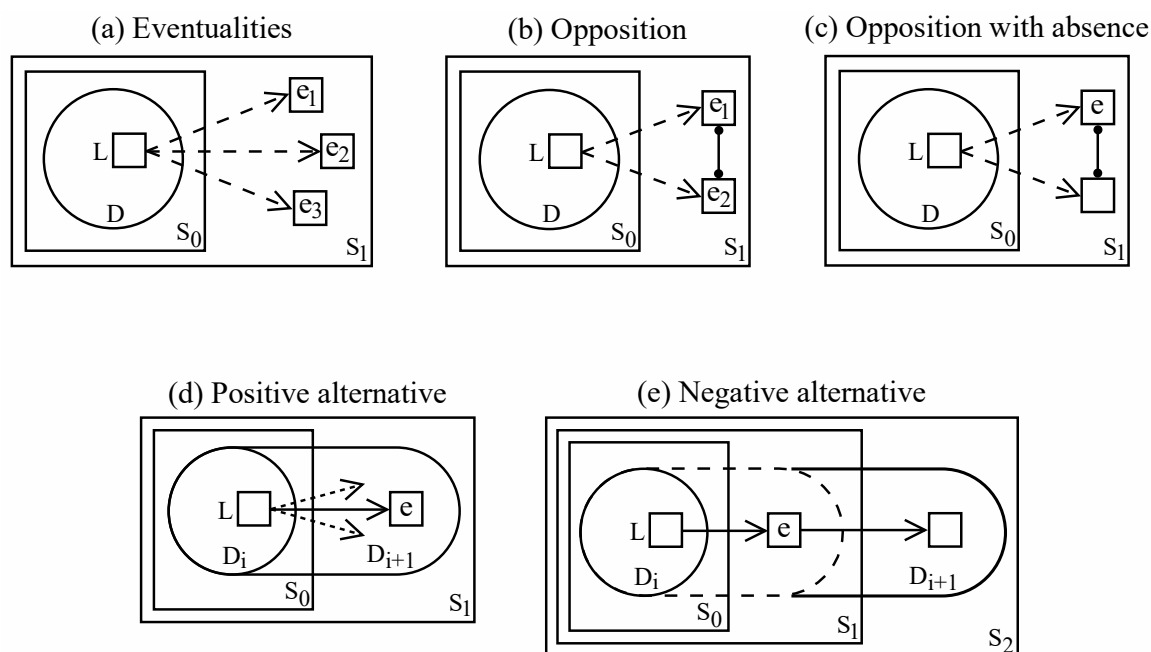 (a) Eventualities
(b) Opposition
(c) Opposition with absence
e₁
L
e₂
e₃
D
S₀
S₁
e₁
L
e₂
D
S₀
S₁
e
L
D
S₀
S₁
(d) Positive alternative
(e) Negative alternative
L
e
Dᵢ
Dᵢ₊₁
S₀
S₁
L
e
Dᵢ
Dᵢ₊₁
S₀
S₁
S₂